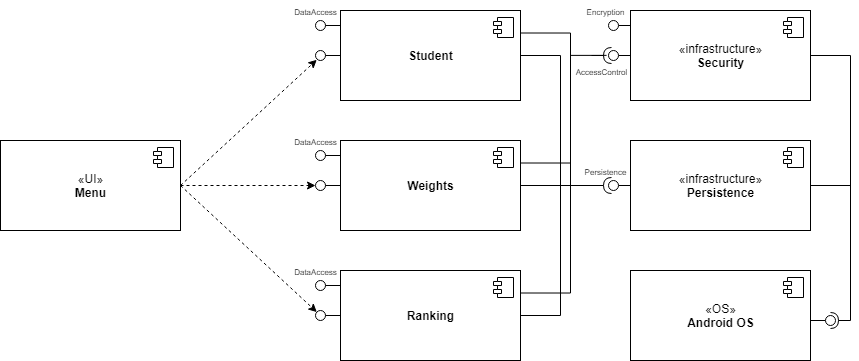 DataAccess
Student
Encryption
AccessControl
«infrastructure»
Security
«UI»
Menu
DataAccess
Weights
Persistence
«infrastructure»
Persistence
DataAccess
Ranking
«OS»
Android OS